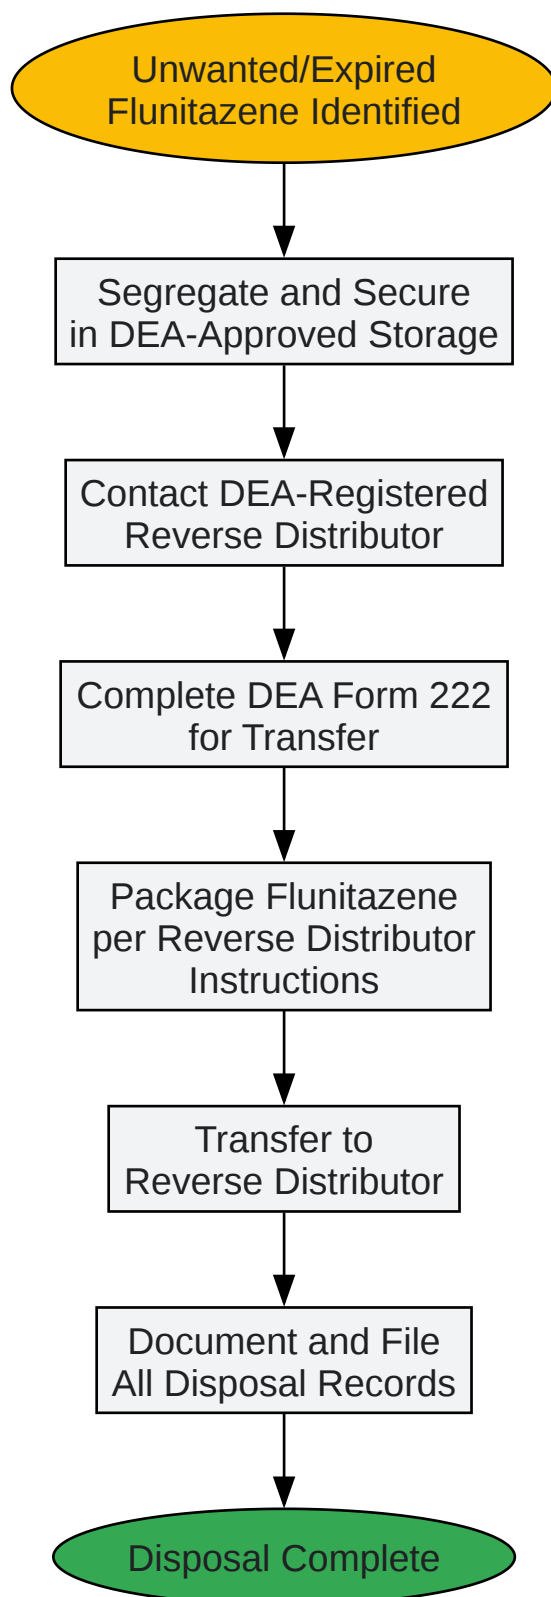 Unwanted/Expired
Flunitazene Identified
Segregate and Secure
in DEA-Approved Storage
Contact DEA-Registered
Reverse Distributor
Complete DEA Form 222
for Transfer
Package Flunitazene
per Reverse Distributor
Instructions
Transfer to
Reverse Distributor
Document and File
All Disposal Records
Disposal Complete